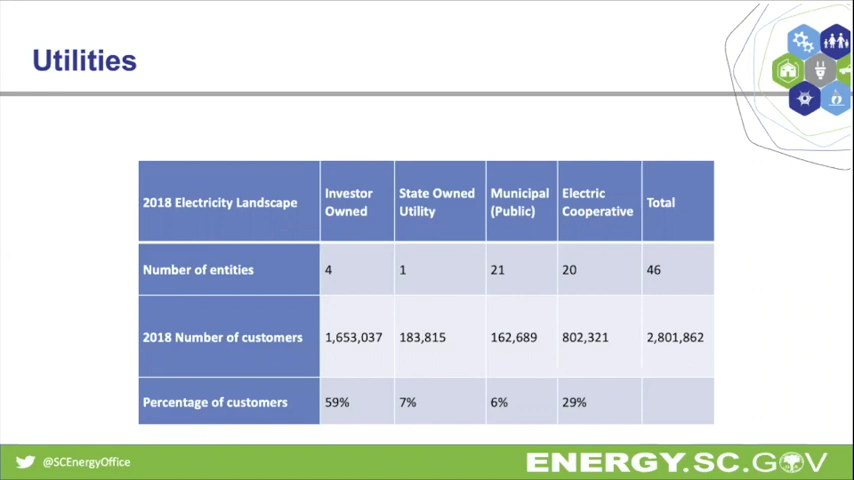 Utilities
2018 Electricity Landscape
Investor
Owned
State Owned
Utility
Municipal
(Public)
Electric
Cooperative
Total
Number of entities
4
1
21
20
46
2018 Number of customers
1,653,037
183,815
162,689
802,321
2,801,862
Percentage of customers
59%
7%
6%
29%
@SCEnergyOffice
ENERGY.SC.GOV